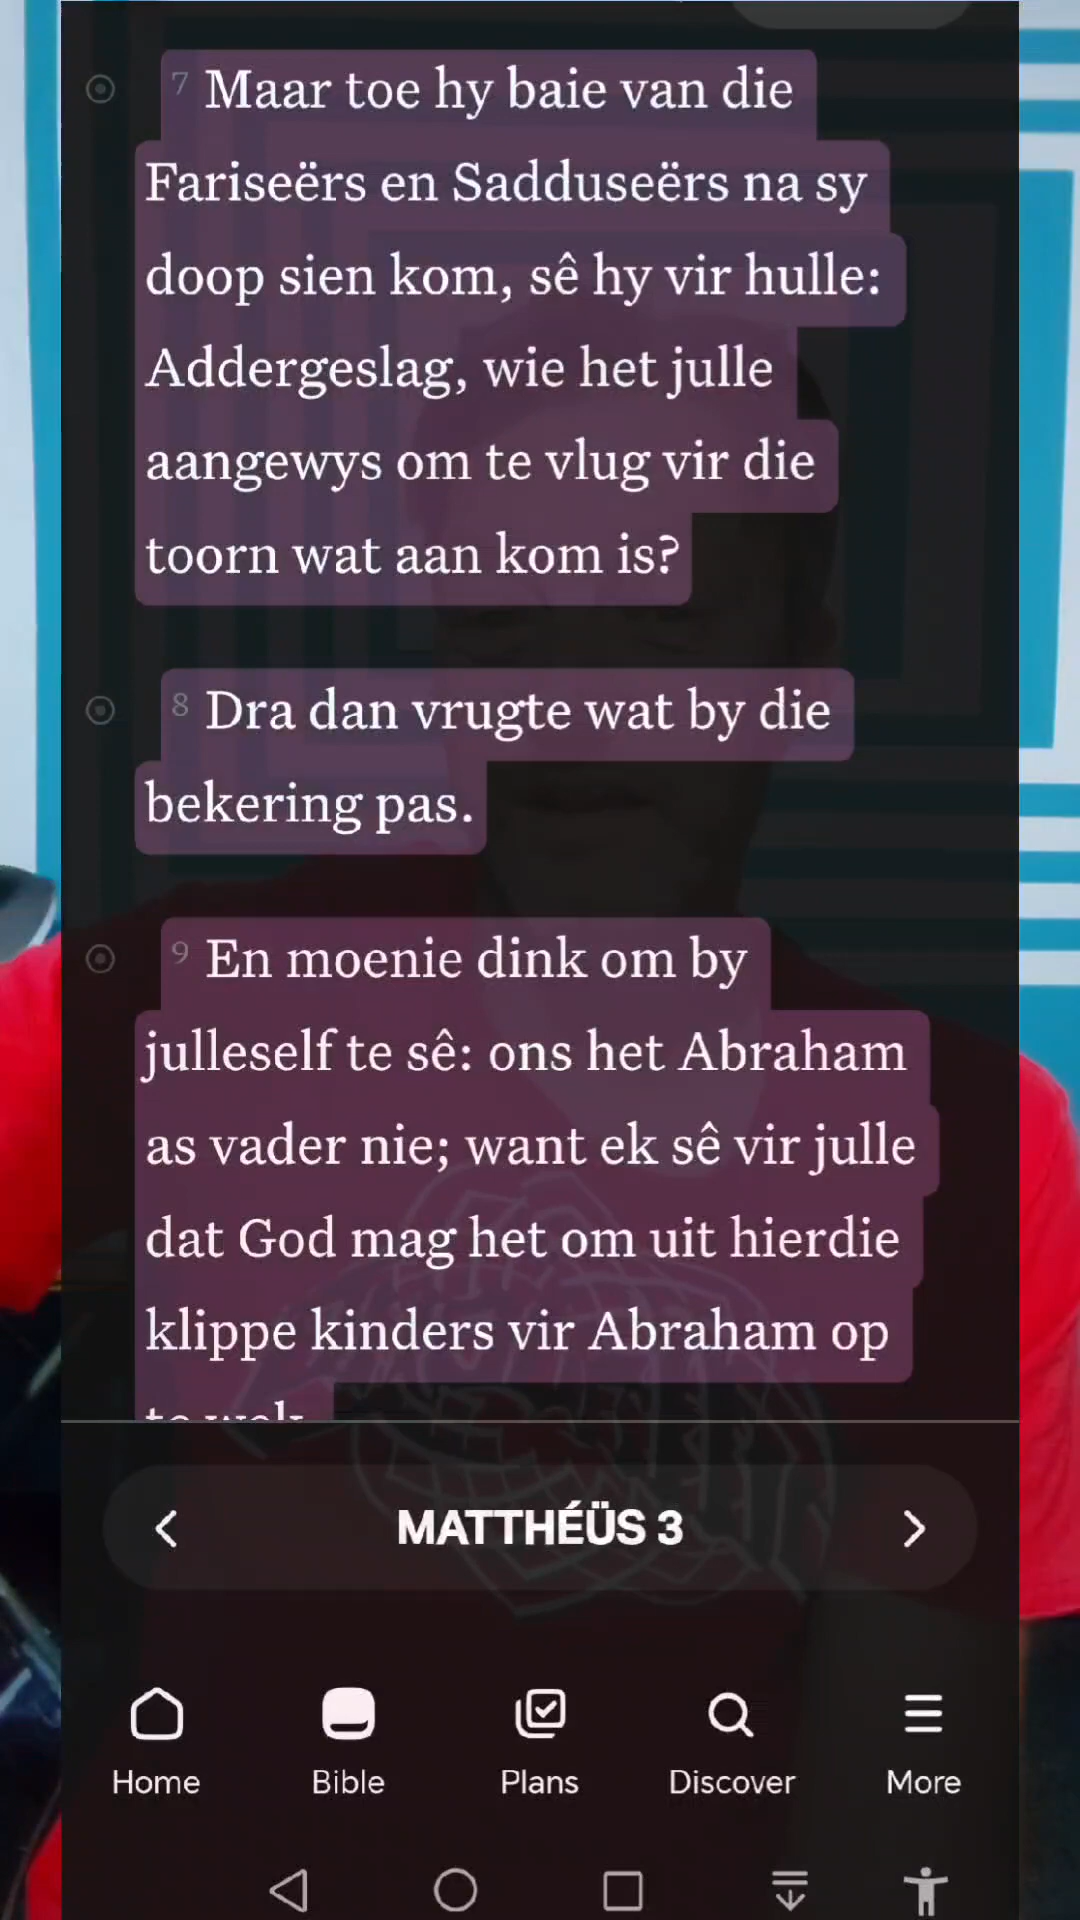 7 Maar toe hy baie van die
Fariseërs en Sadduseërs na sy
doop sien kom, sê hy vir hulle:
Addergeslag, wie het julle
aangewys om te vlug vir die
toorn wat aan kom is?
8 Dra dan vrugte wat by die
bekering pas.
9 En moenie dink om by
julleself te sê: ons het Abraham
as vader nie; want ek sê vir julle
dat God mag het om uit hierdie
klippe kinders vir Abraham op
te wek.
MATTHÉÜS 3
Home Bible Plans Discover More